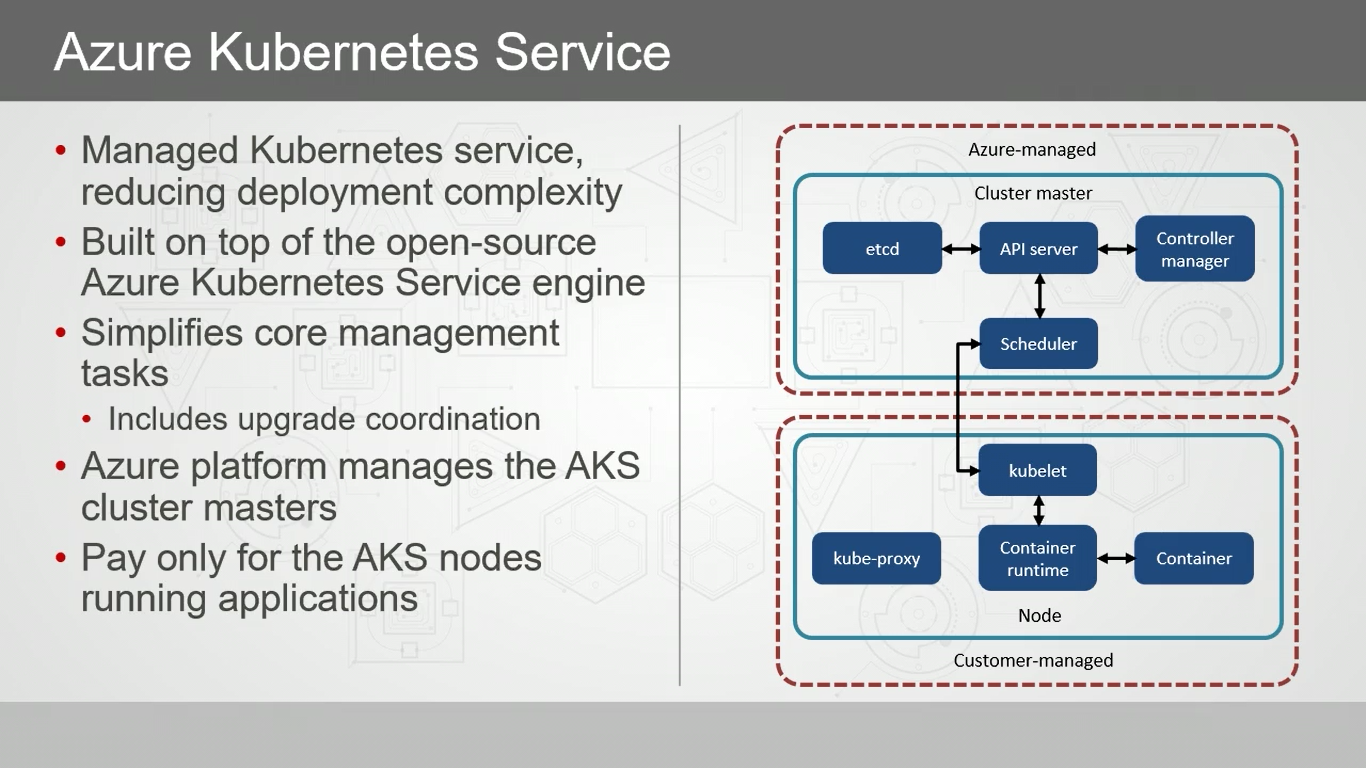 Azure Kubernetes Service
• Managed Kubernetes service,
reducing deployment complexity
• Built on top of the open-source
Azure Kubernetes Service engine
• Simplifies core management
tasks
• Includes upgrade coordination
• Azure platform manages the AKS
cluster masters
• Pay only for the AKS nodes
running applications
Azure-managed
Cluster master
etcd
API server
Controller
manager
Scheduler
kubelet
kube-proxy
Container
runtime
Container
Node
Customer-managed